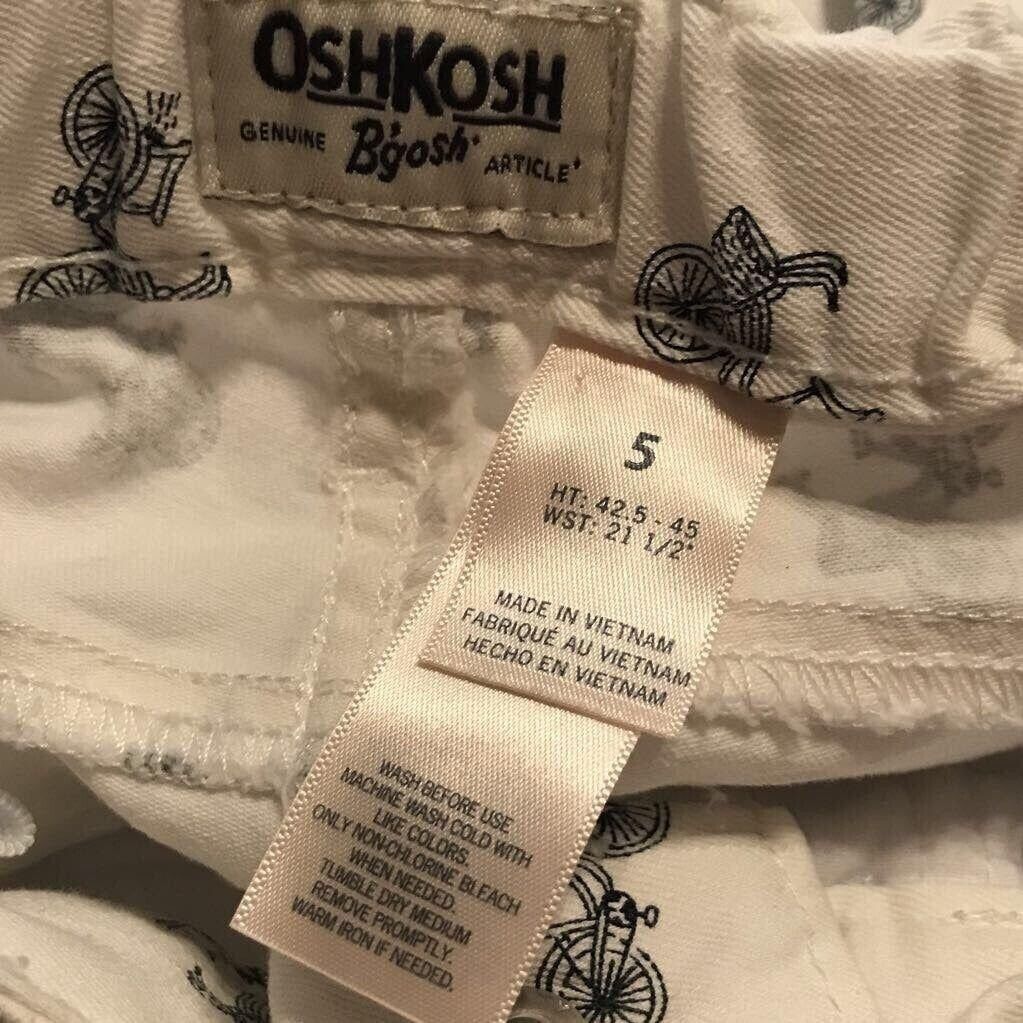 OSHKOSH
GENUINE B'gosh ARTICLE
5
HT: 42.5 - 45
WST: 21 1/2"
MADE IN VIETNAM
FABRIQUÉ AU VIETNAM
HECHO EN VIETNAM
WASH BEFORE USE
MACHINE WASH COLD WITH
LIKE COLORS.
ONLY NON-CHLORINE BLEACH
WHEN NEEDED.
TUMBLE DRY MEDIUM
REMOVE PROMPTLY.
WARM IRON IF NEEDED.